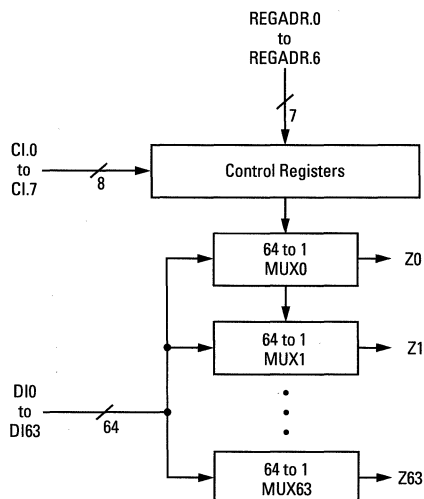 REGADR.0
to
REGADR.6
7
CI.0
to
CI.7
8
Control Registers
64 to 1
MUX0
Z0
64 to 1
MUX1
Z1
DI0
to
DI63
64
64 to 1
MUX63
Z63